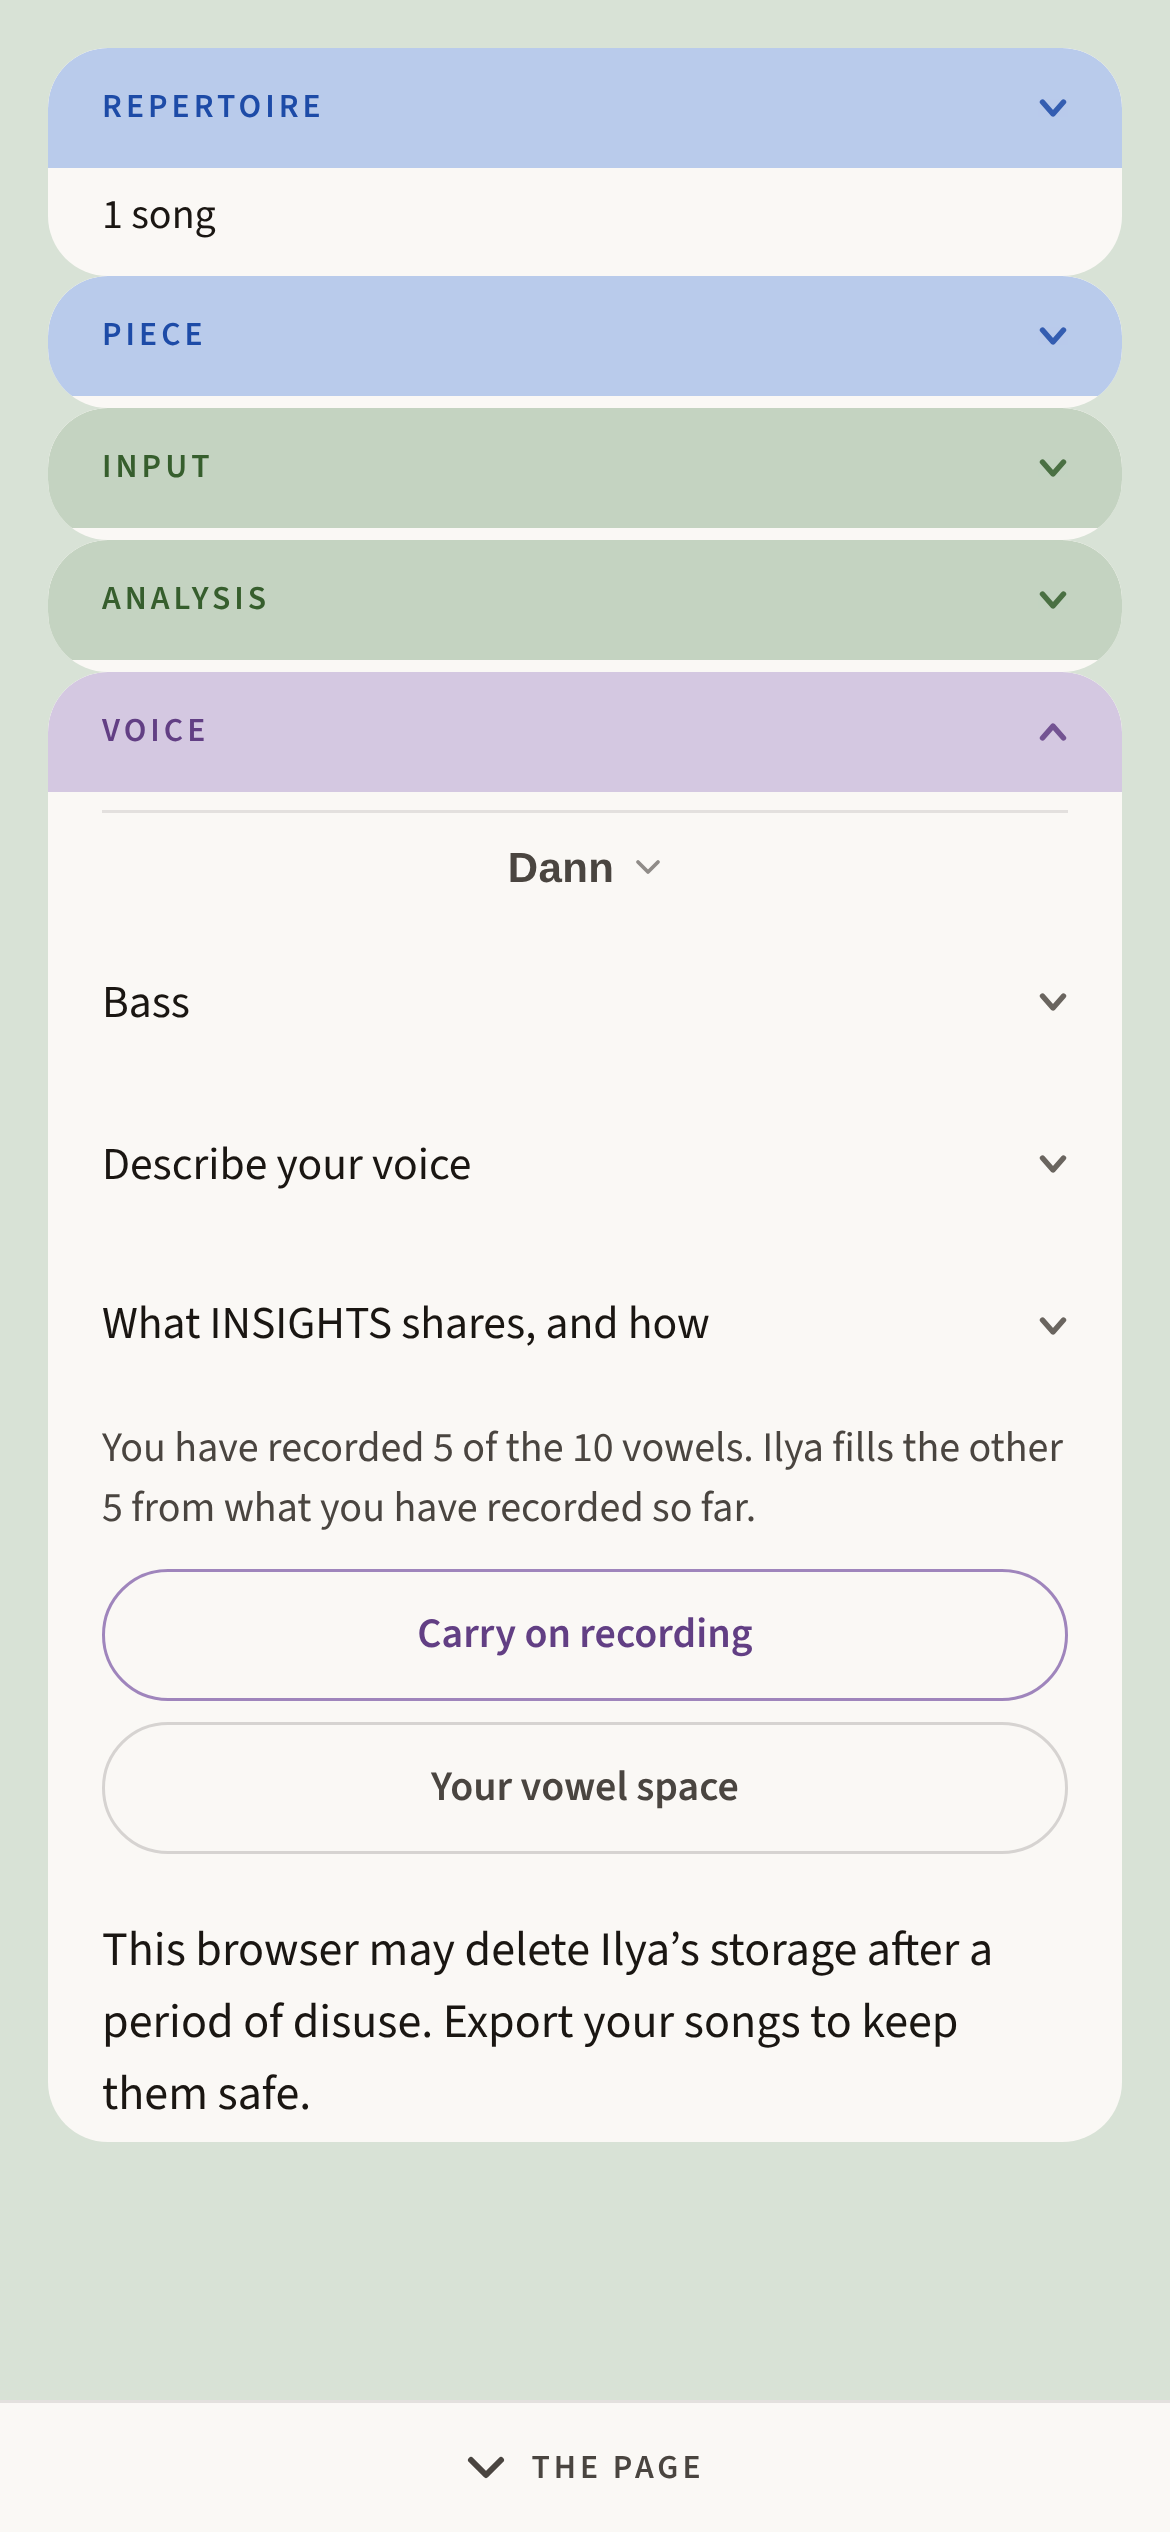 REPERTOIRE
1 song
PIECE
INPUT
ANALYSIS
VOICE
Dann
Bass
Describe your voice
What INSIGHTS shares, and how
You have recorded 5 of the 10 vowels. Ilya fills the other
5 from what you have recorded so far.
Carry on recording
Your vowel space
This browser may delete Ilya’s storage after a
period of disuse. Export your songs to keep
them safe.
THE PAGE